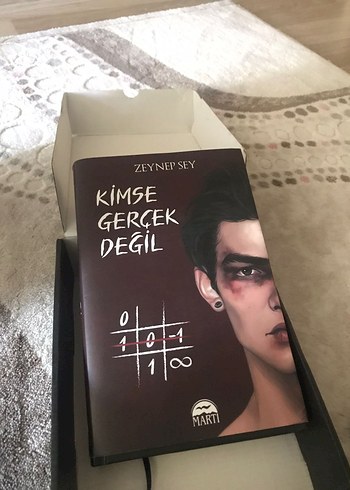 ZEYNEP SEY
KİMSE
GERÇEK
DEĞİL
0
1 0 -1
1 ∞
MARTI